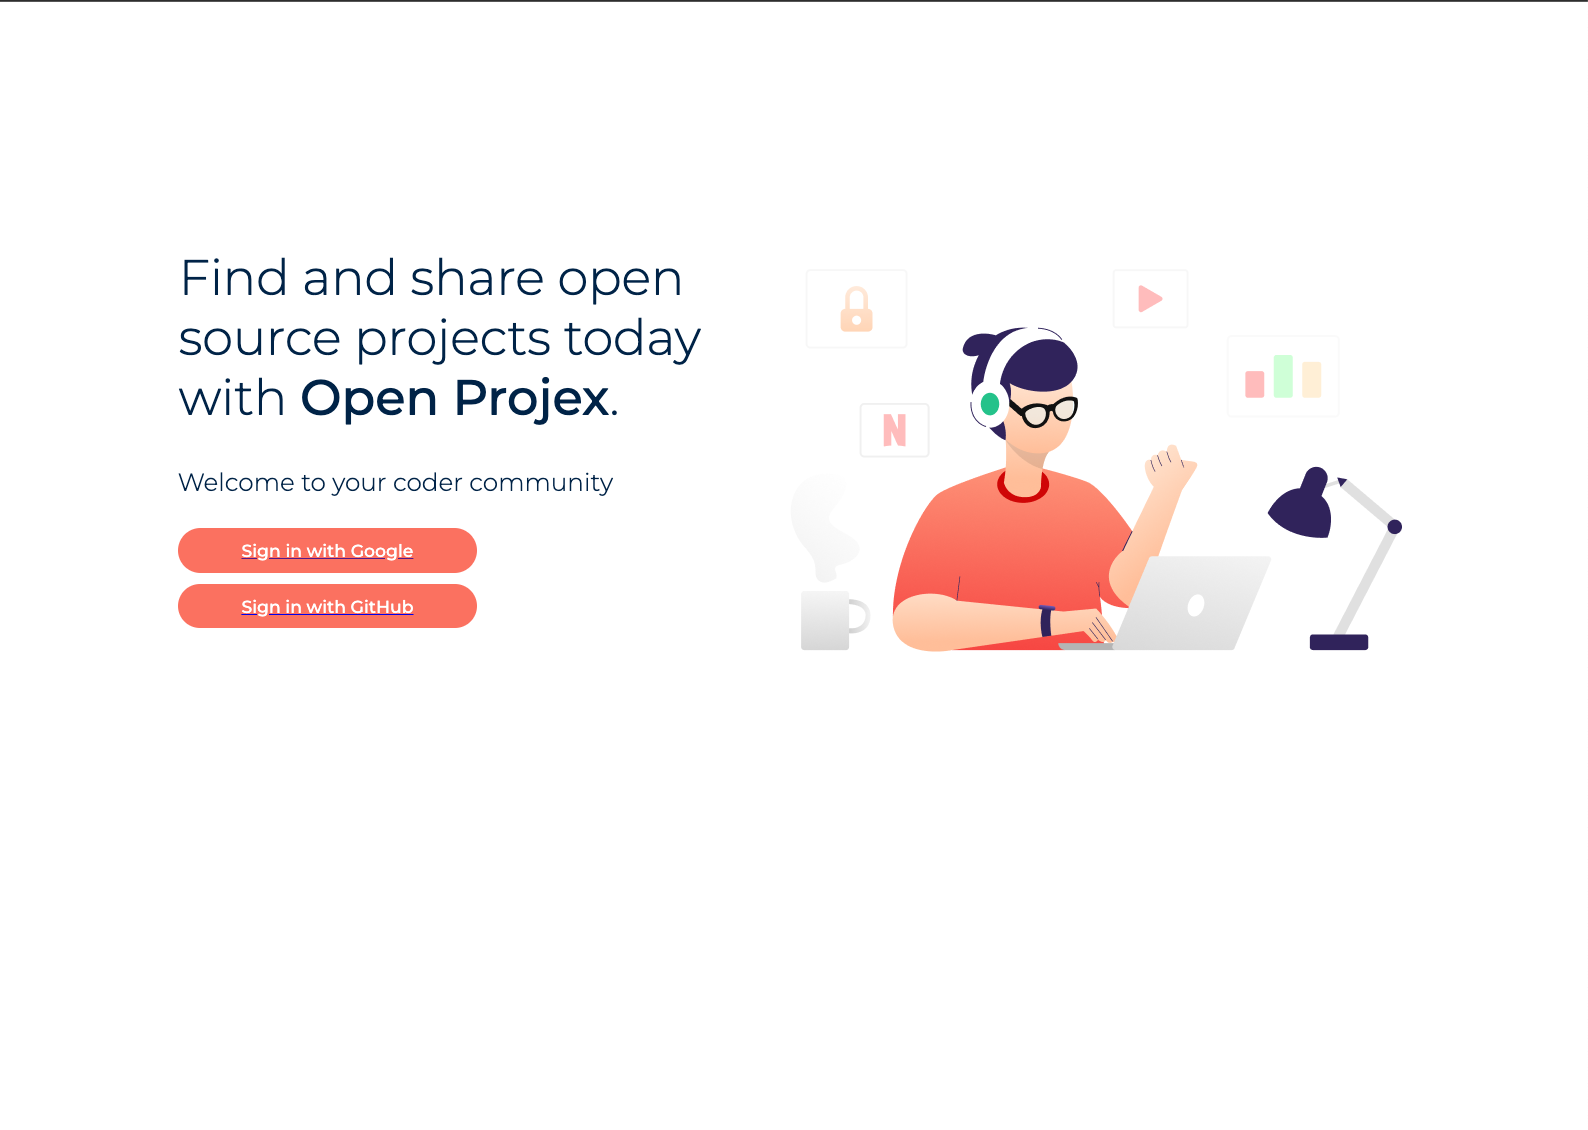 Find and share open
source projects today
with Open Projex.
N
Welcome to your coder community
Sign in with Google
Sign in with GitHub